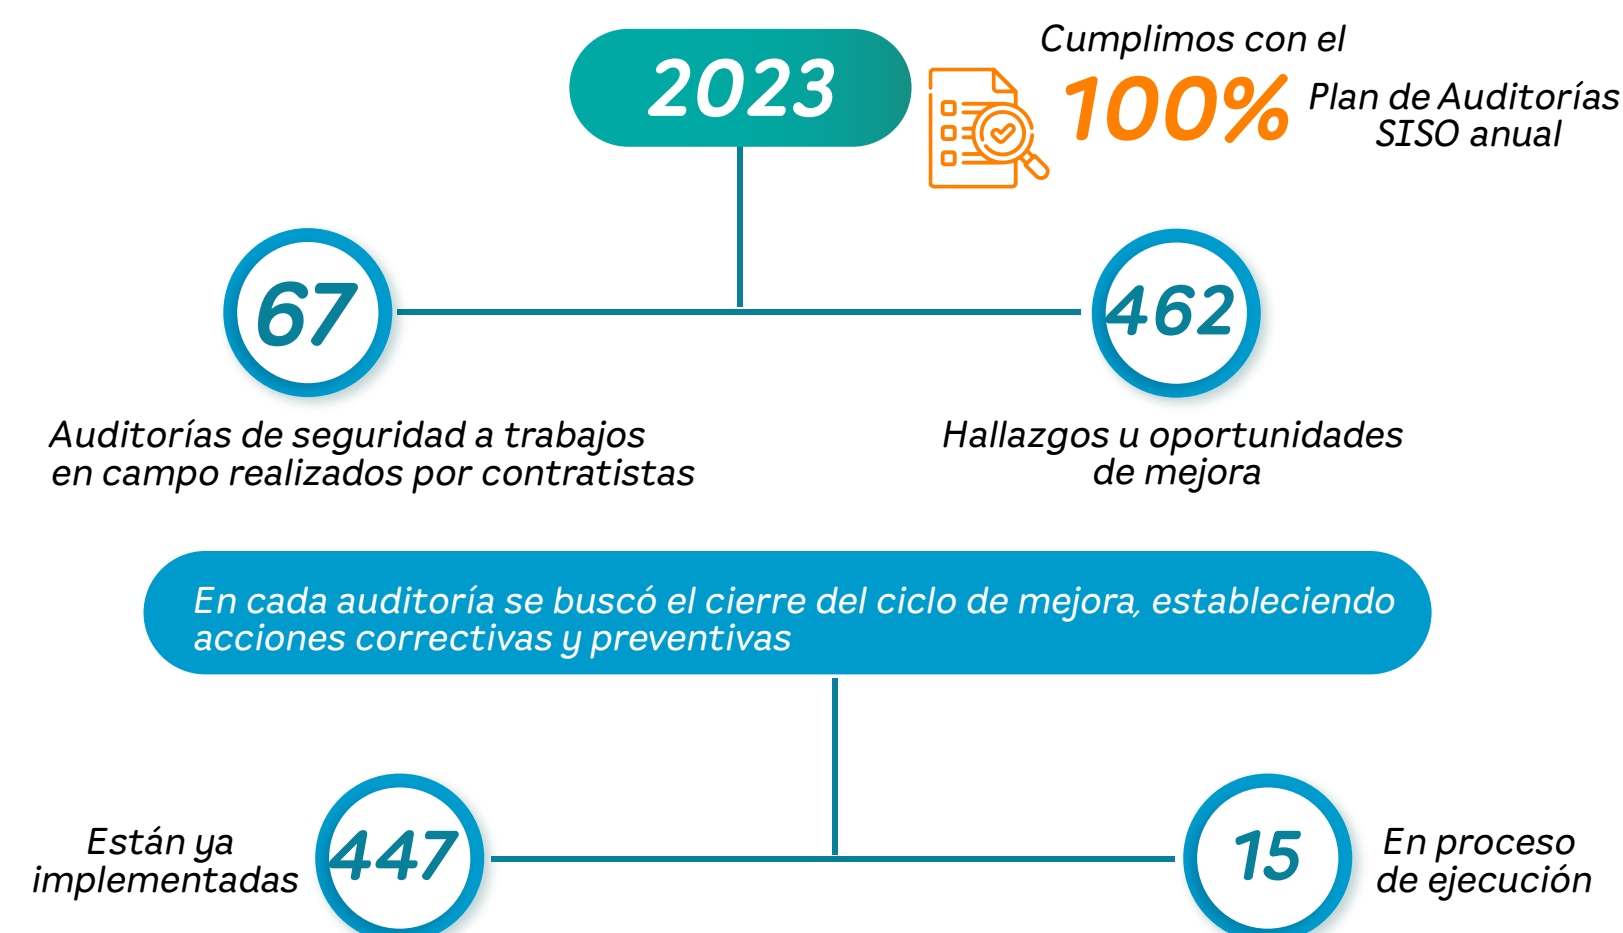 2023
Cumplimos con el
100%
Plan de Auditorías
SISO anual
67
462
Auditorías de seguridad a trabajos
en campo realizados por contratistas
Hallazgos u oportunidades
de mejora
En cada auditoría se buscó el cierre del ciclo de mejora, estableciendo
acciones correctivas y preventivas
Están ya
implementadas
447
15
En proceso
de ejecución